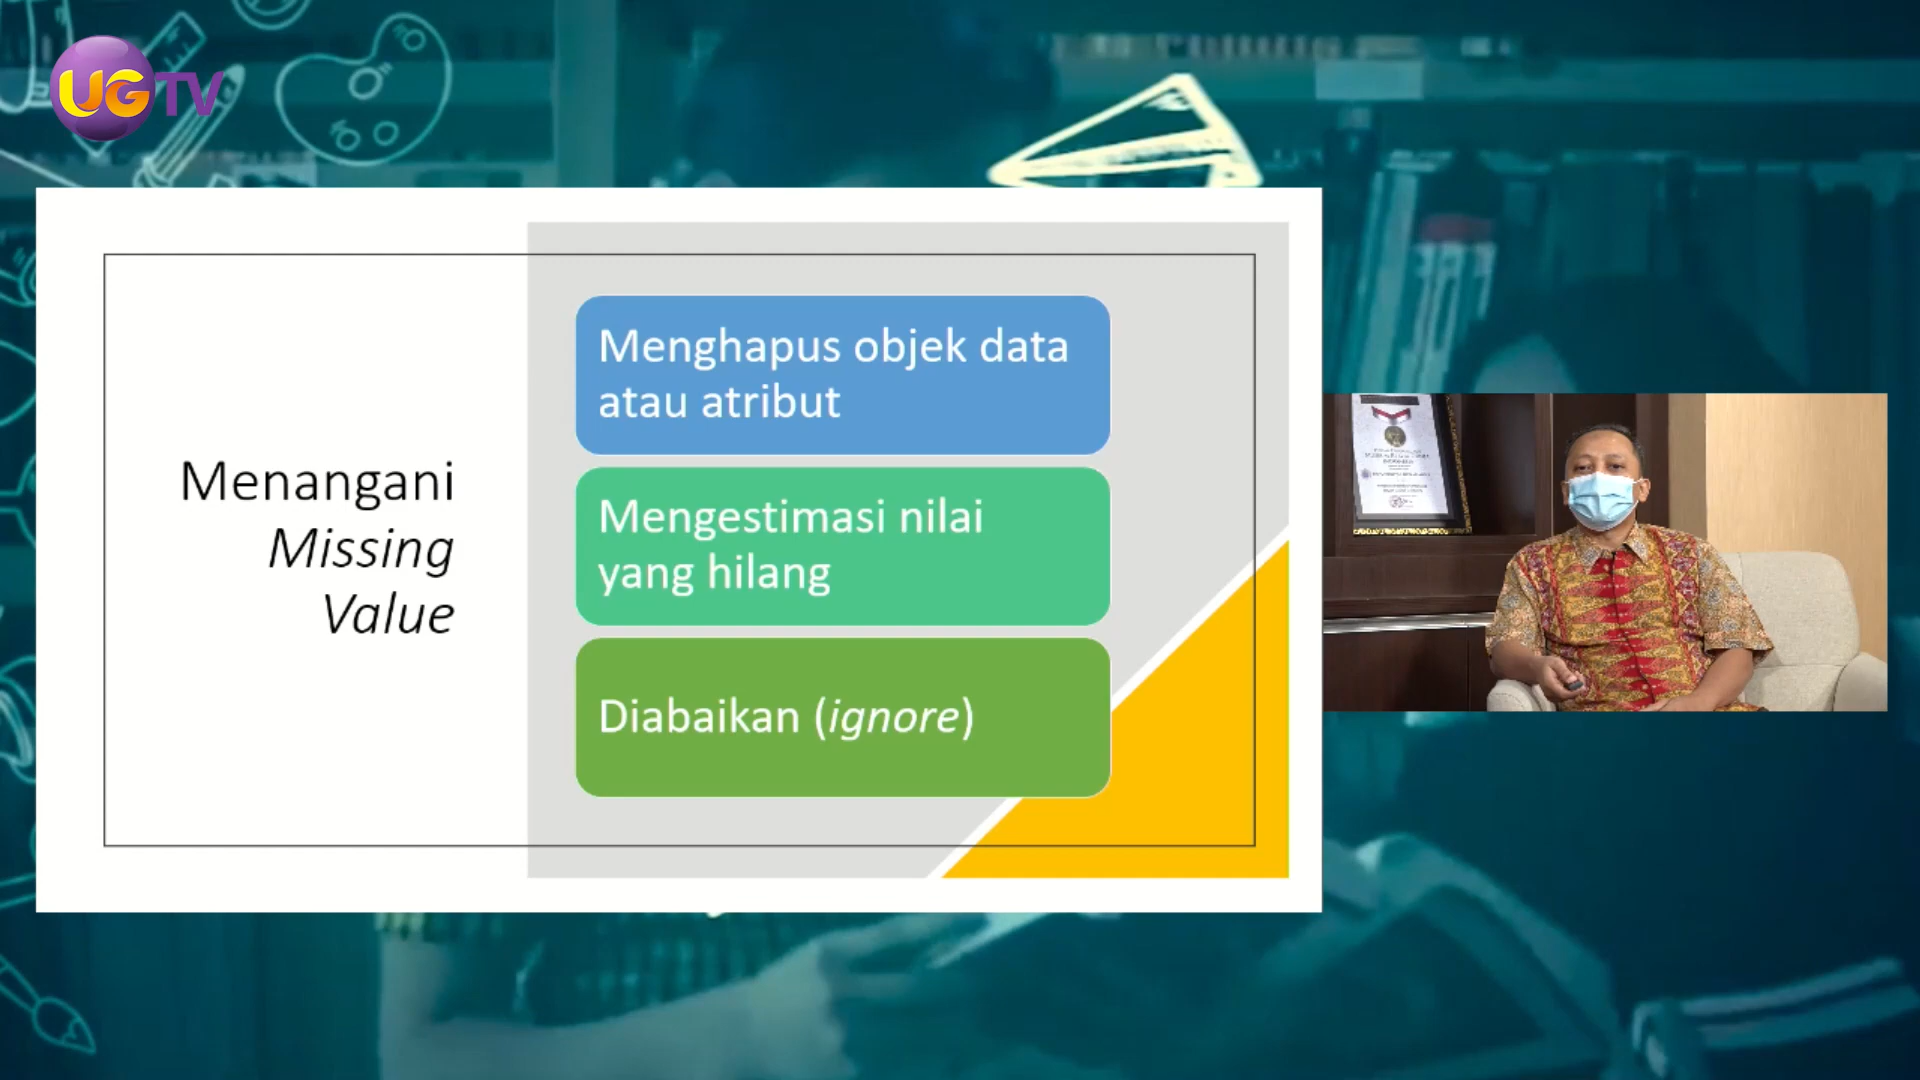 UGTV
Menangani
Missing
Value
Menghapus objek data
atau atribut
Mengestimasi nilai
yang hilang
Diabaikan (ignore)